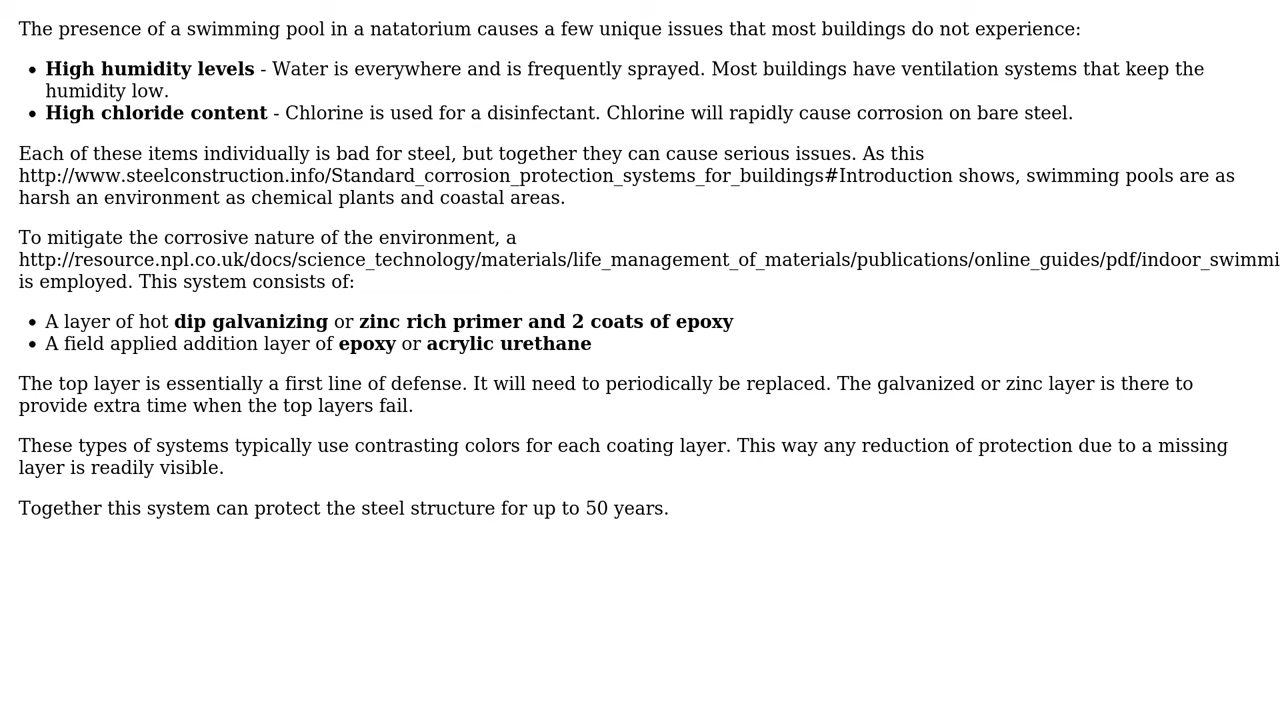 The presence of a swimming pool in a natatorium causes a few unique issues that most buildings do not experience:
• High humidity levels - Water is everywhere and is frequently sprayed. Most buildings have ventilation systems that keep the
humidity low.
• High chloride content - Chlorine is used for a disinfectant. Chlorine will rapidly cause corrosion on bare steel.
Each of these items individually is bad for steel, but together they can cause serious issues. As this
http://www.steelconstruction.info/Standard_corrosion_protection_systems_for_buildings#Introduction shows, swimming pools are as
harsh an environment as chemical plants and coastal areas.
To mitigate the corrosive nature of the environment, a
http://resource.npl.co.uk/docs/science_technology/materials/life_management_of_materials/publications/online_guides/pdf/indoor_swimmi
is employed. This system consists of:
• A layer of hot dip galvanizing or zinc rich primer and 2 coats of epoxy
• A field applied addition layer of epoxy or acrylic urethane
The top layer is essentially a first line of defense. It will need to periodically be replaced. The galvanized or zinc layer is there to
provide extra time when the top layers fail.
These types of systems typically use contrasting colors for each coating layer. This way any reduction of protection due to a missing
layer is readily visible.
Together this system can protect the steel structure for up to 50 years.